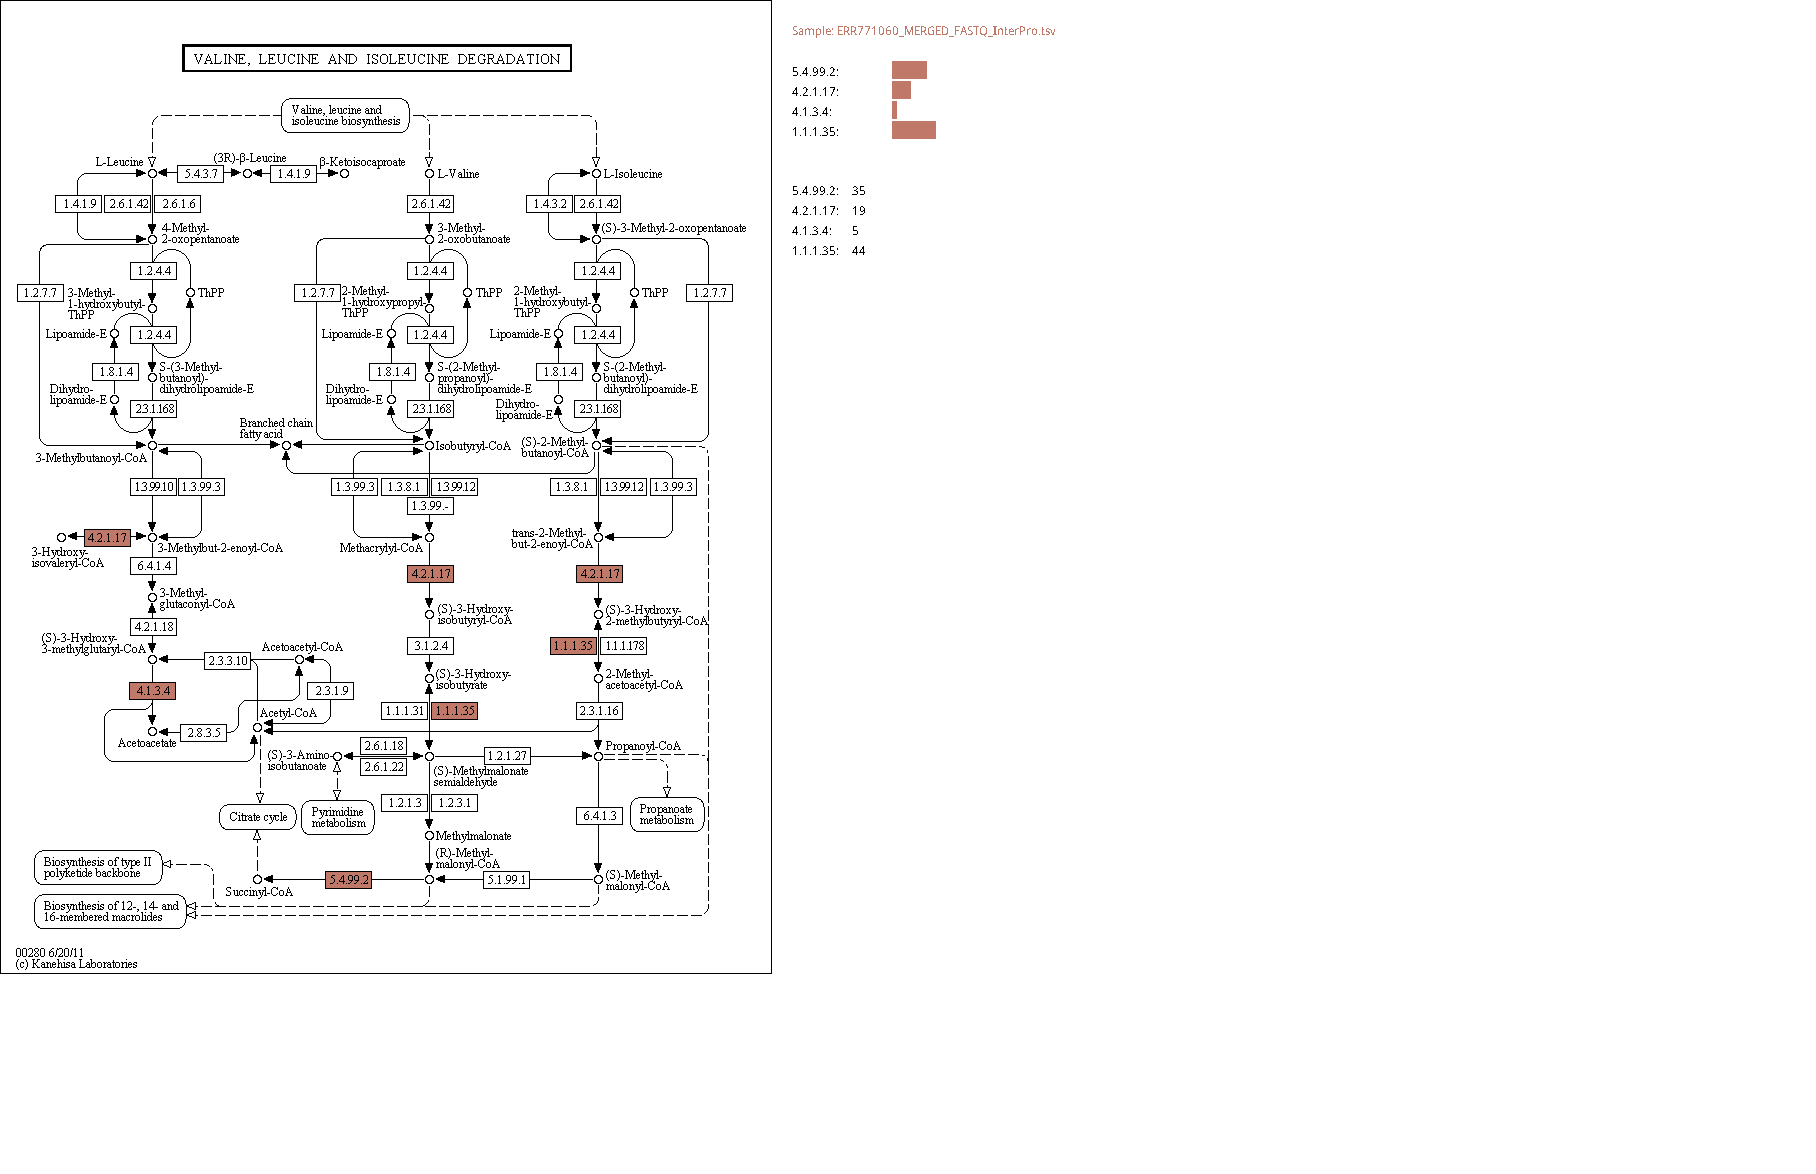 Sample: ERR771060_MERGED_FASTQ_InterPro.tsv
VALINE, LEUCINE AND ISOLEUCINE DEGRADATION
5.4.99.2:
4.2.1.17:
4.1.3.4:
1.1.1.35:
5.4.99.2: 35
4.2.1.17: 19
4.1.3.4: 5
1.1.1.35: 44
Valine, leucine and
isoleucine biosynthesis
L-Leucine
(3R)-β-Leucine
β-Ketoisocaproate
L-Valine
L-Isoleucine
5.4.3.7
1.4.1.9
1.4.1.9
2.6.1.42
2.6.1.6
2.6.1.42
1.4.3.2
2.6.1.42
4-Methyl-
2-oxopentanoate
3-Methyl-
2-oxobutanoate
(S)-3-Methyl-2-oxopentanoate
1.2.4.4
1.2.4.4
1.2.4.4
1.2.7.7
3-Methyl-
1-hydroxybutyl-
ThPP
ThPP
1.2.7.7
2-Methyl-
1-hydroxypropyl-
ThPP
ThPP
2-Methyl-
1-hydroxybutyl-
ThPP
ThPP
1.2.7.7
Lipoamide-E
1.2.4.4
Lipoamide-E
1.2.4.4
Lipoamide-E
1.2.4.4
1.8.1.4
S-(3-Methyl-
butanoyl)-
dihydrolipoamide-E
1.8.1.4
S-(2-Methyl-
propanoyl)-
dihydrolipoamide-E
1.8.1.4
S-(2-Methyl-
butanoyl)-
dihydrolipoamide-E
Dihydro-
lipoamide-E
2.3.1.168
Dihydro-
lipoamide-E
2.3.1.168
Dihydro-
lipoamide-E
2.3.1.168
Branched chain
fatty acid
3-Methylbutanoyl-CoA
Isobutyryl-CoA
(S)-2-Methyl-
butanoyl-CoA
1.3.99.10
1.3.99.3
1.3.99.3
1.3.8.1
1.3.99.12
1.3.99.-
1.3.8.1
1.3.99.12
1.3.99.3
4.2.1.17
3-Hydroxy-
isovaleryl-CoA
3-Methylbut-2-enoyl-CoA
Methacrylyl-CoA
trans-2-Methyl-
but-2-enoyl-CoA
6.4.1.4
4.2.1.17
4.2.1.17
3-Methyl-
glutaconyl-CoA
(S)-3-Hydroxy-
isobutyryl-CoA
(S)-3-Hydroxy-
2-methylbutyryl-CoA
4.2.1.18
(S)-3-Hydroxy-
3-methylglutaryl-CoA
Acetoacetyl-CoA
3.1.2.4
1.1.1.35
1.1.1.178
2.3.3.10
4.1.3.4
2.3.1.9
(S)-3-Hydroxy-
isobutyrate
2-Methyl-
acetoacetyl-CoA
Acetyl-CoA
1.1.1.31
1.1.1.35
2.3.1.16
2.8.3.5
Acetoacetate
(S)-3-Amino-
isobutanoate
2.6.1.18
2.6.1.22
1.2.1.27
Propanoyl-CoA
(S)-Methylmalonate
semialdehyde
1.2.1.3
1.2.3.1
Citrate cycle
Pyrimidine
metabolism
6.4.1.3
Propanoate
metabolism
Methylmalonate
(R)-Methyl-
malonyl-CoA
Biosynthesis of type II
polyketide backbone
5.4.99.2
5.1.99.1
Succinyl-CoA
(S)-Methyl-
malonyl-CoA
Biosynthesis of 12-, 14- and
16-membered macrolides
00280 6/20/11
(c) Kanehisa Laboratories